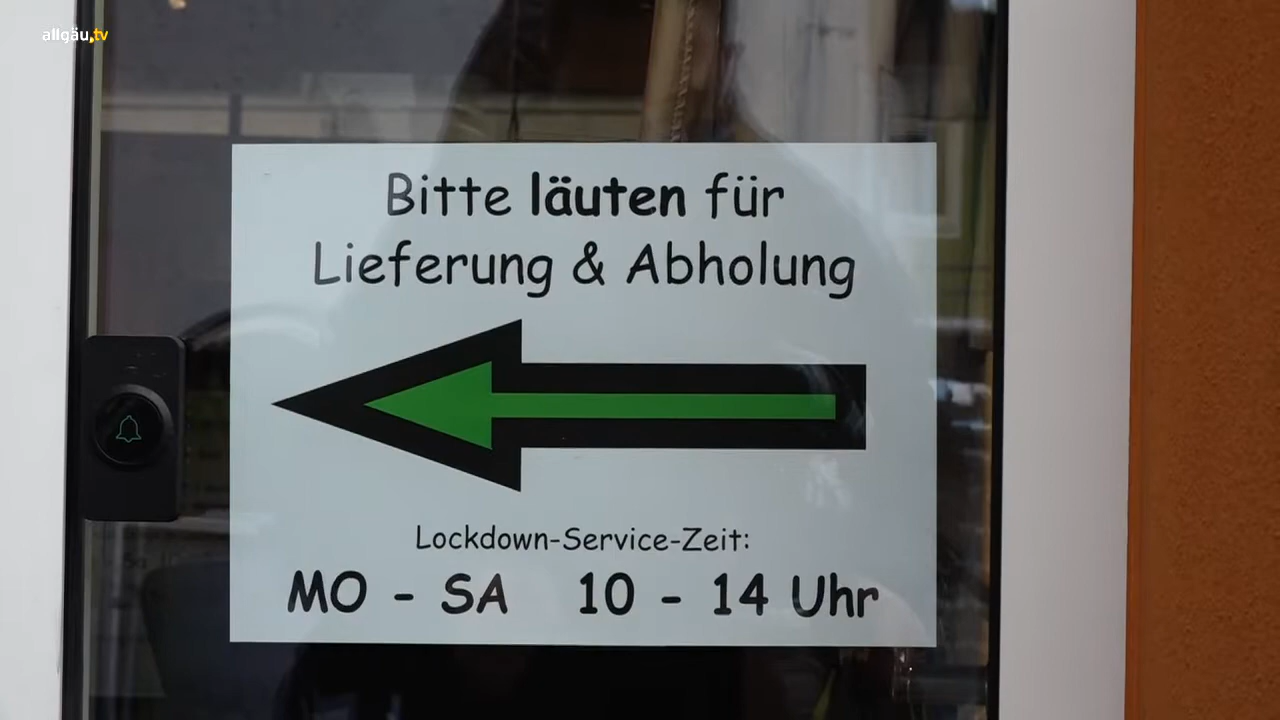 allgäu.tv
Bitte läuten für
Lieferung & Abholung
Lockdown-Service-Zeit:
MO - SA 10 - 14 Uhr